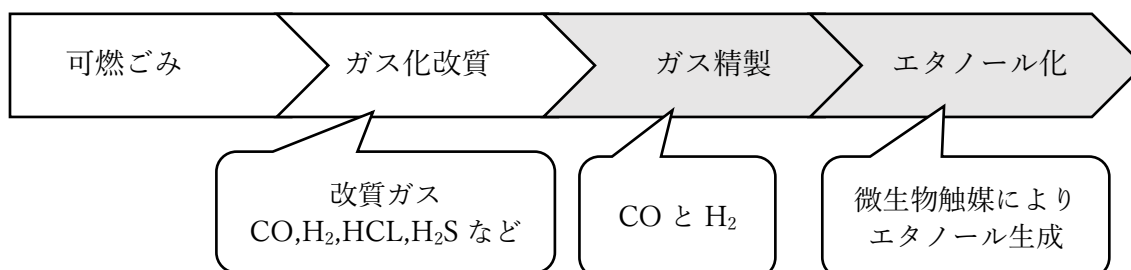 可燃ごみ
ガス化改質
ガス精製
エタノール化
改質ガス
CO,H₂,HCL,H₂S など
CO と H₂
微生物触媒により
エタノール生成